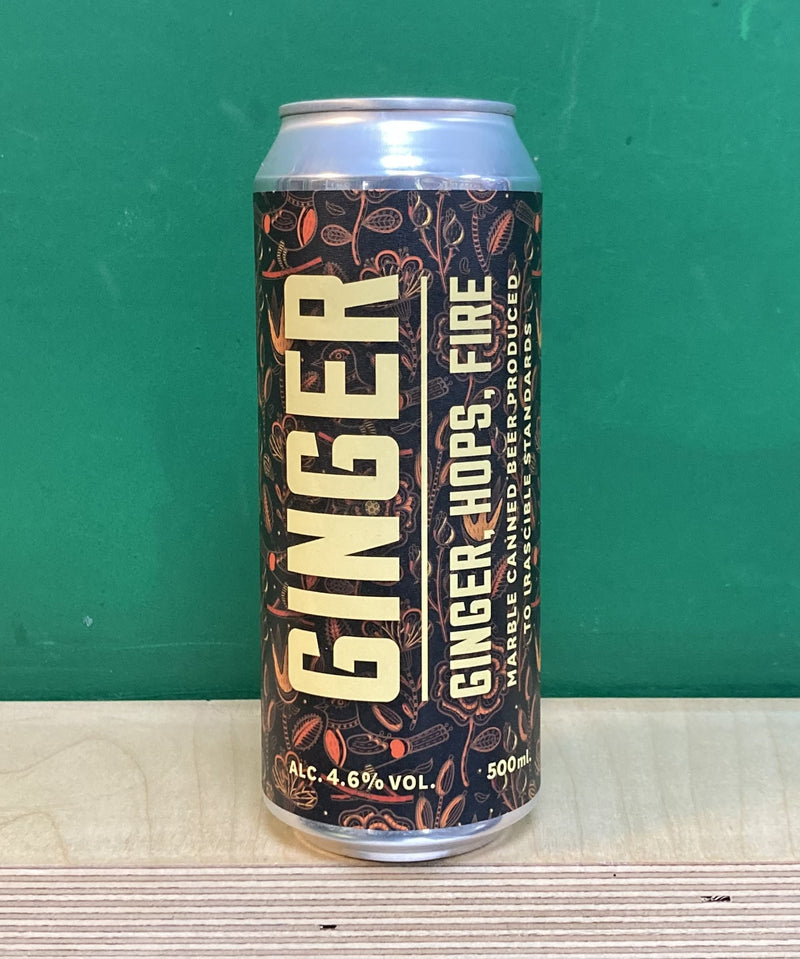 GINGER
GINGER, HOPS, FIRE
MARBLE CANNED BEER PRODUCED
TO IRASCIBLE STANDARDS
ALC. 4.6% VOL.
500ml.